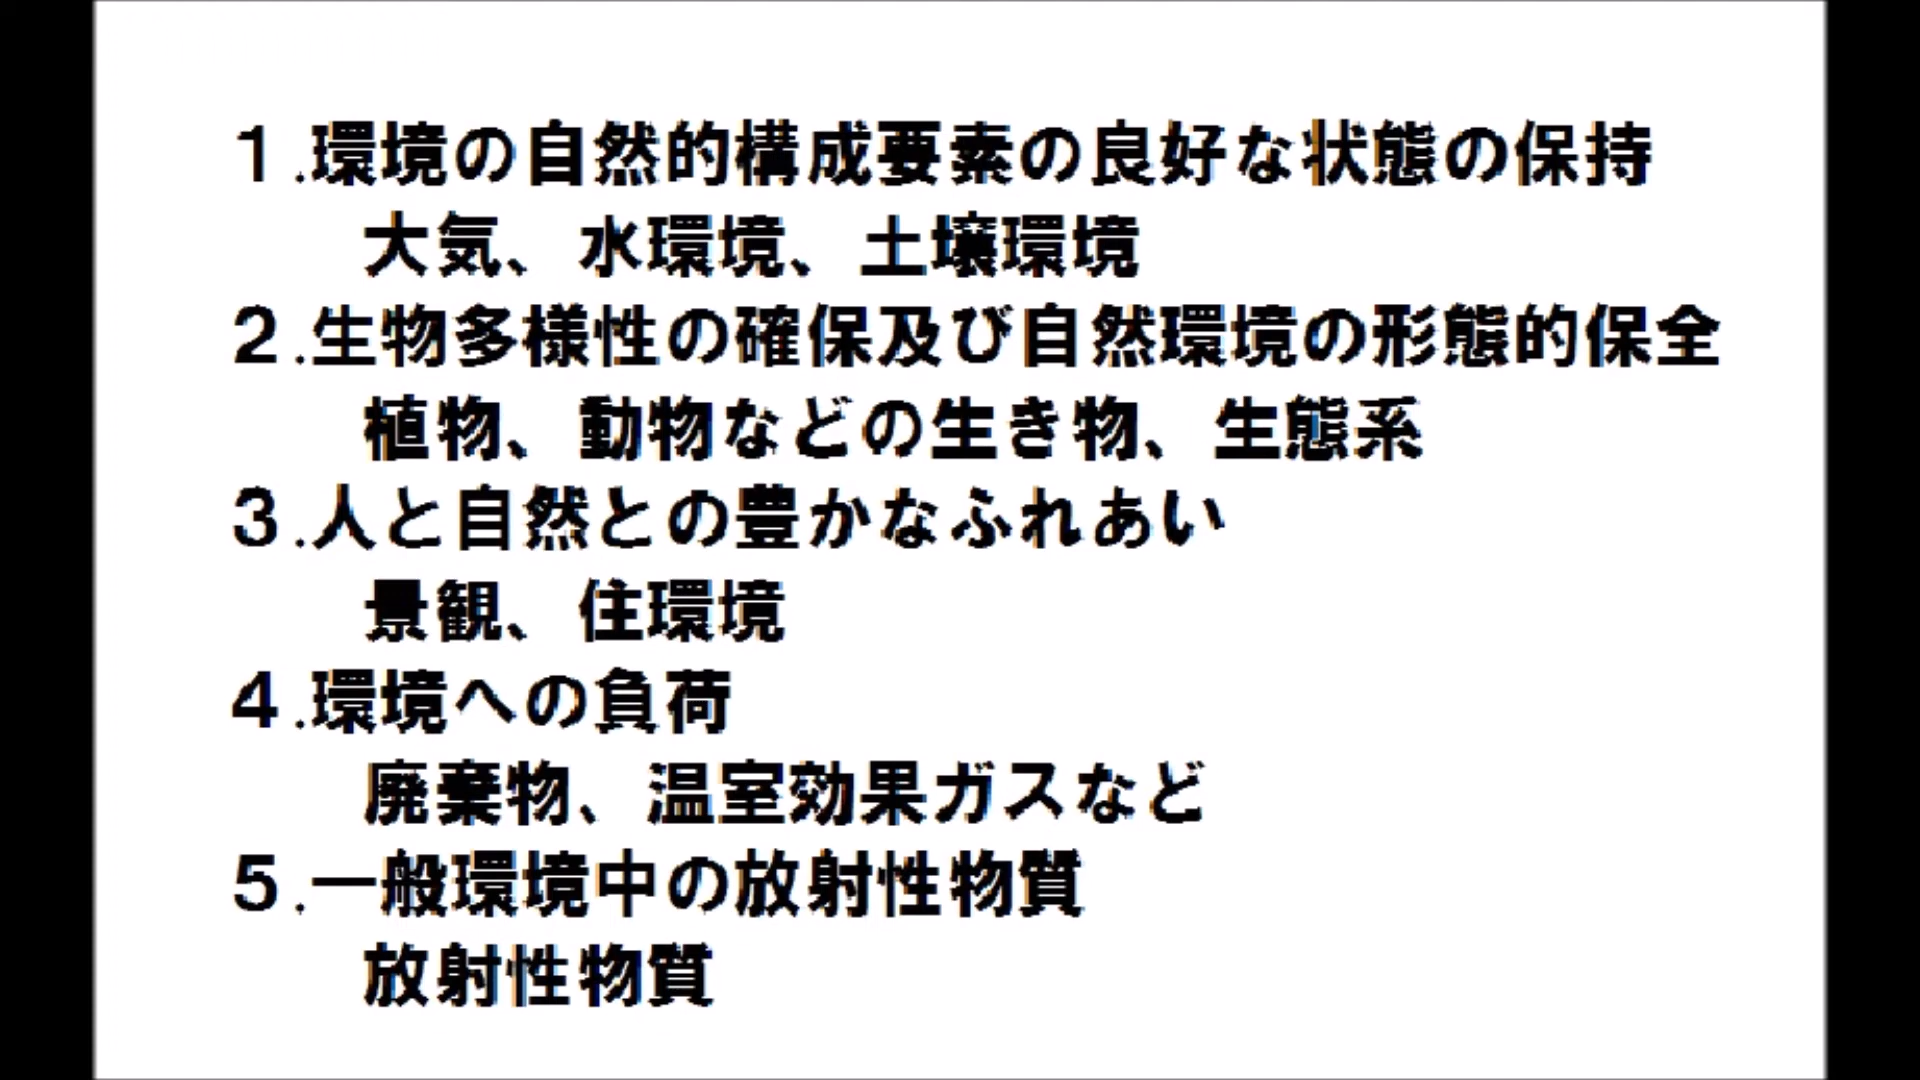 １.環境の自然的構成要素の良好な状態の保持
大気、水環境、土壌環境
２.生物多様性の確保及び自然環境の形態的保全
植物、動物などの生き物、生態系
３.人と自然との豊かなふれあい
景観、住環境
４.環境への負荷
廃棄物、温室効果ガスなど
５.一般環境中の放射性物質
放射性物質